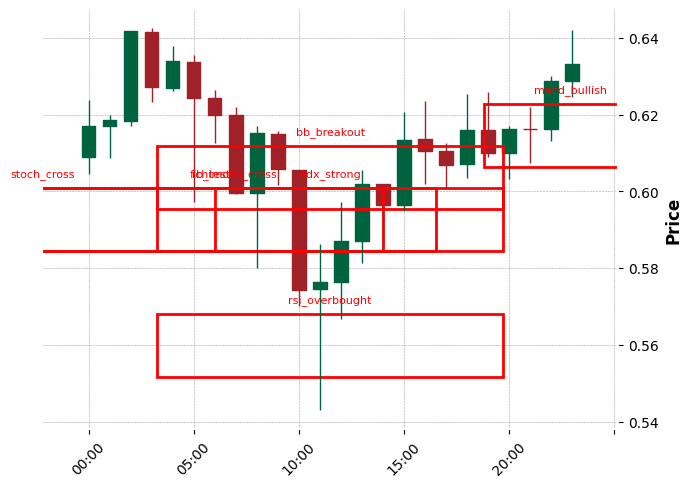 0.64
macd_bullish
0.62
bb_breakout
stoch_cross
adx_strong
0.60
Price
0.58
rsi_overbought
0.56
0.54
00:00
05:00
10:00
15:00
20:00